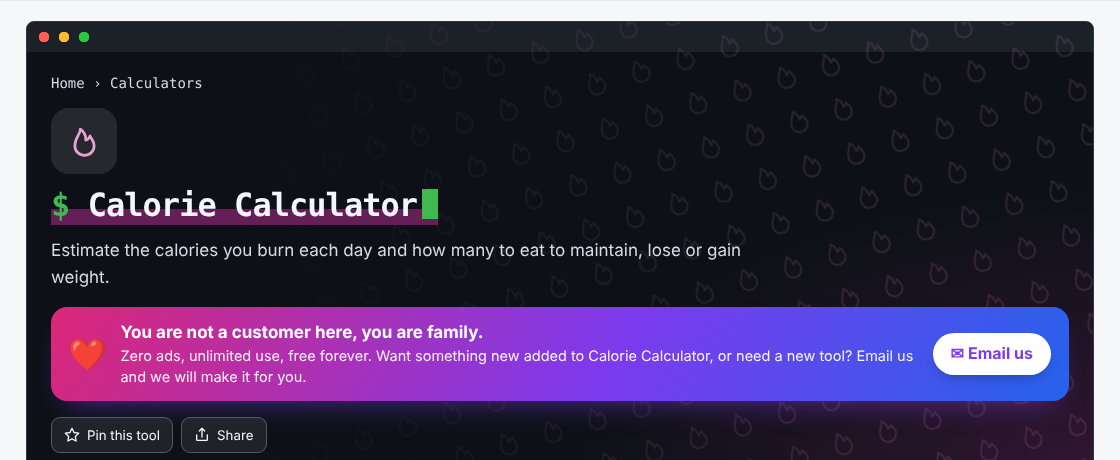 Home › Calculators
$ Calorie Calculator
Estimate the calories you burn each day and how many to eat to maintain, lose or gain
weight.
You are not a customer here, you are family.
Zero ads, unlimited use, free forever. Want something new added to Calorie Calculator, or need a new tool? Email us
and we will make it for you.
✉ Email us
Pin this tool
Share